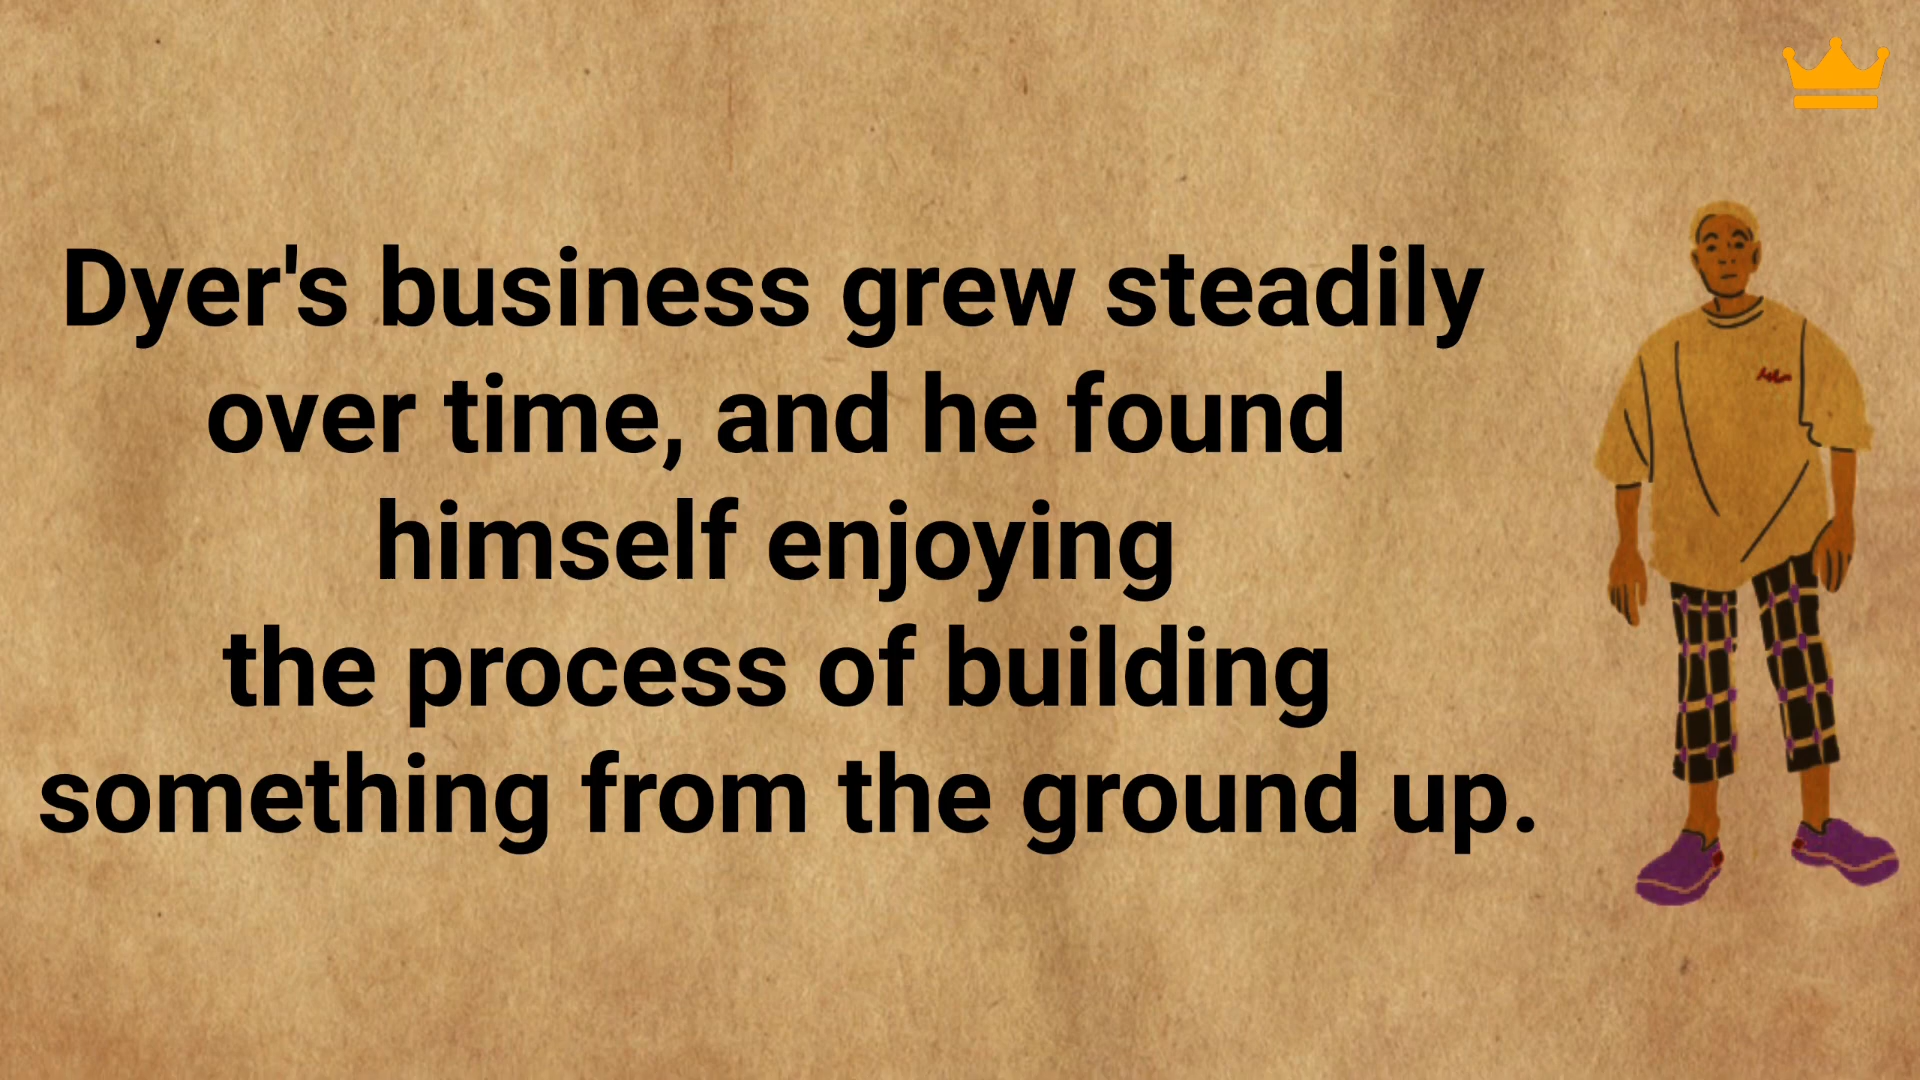 Dyer's business grew steadily
over time, and he found
himself enjoying
the process of building
something from the ground up.